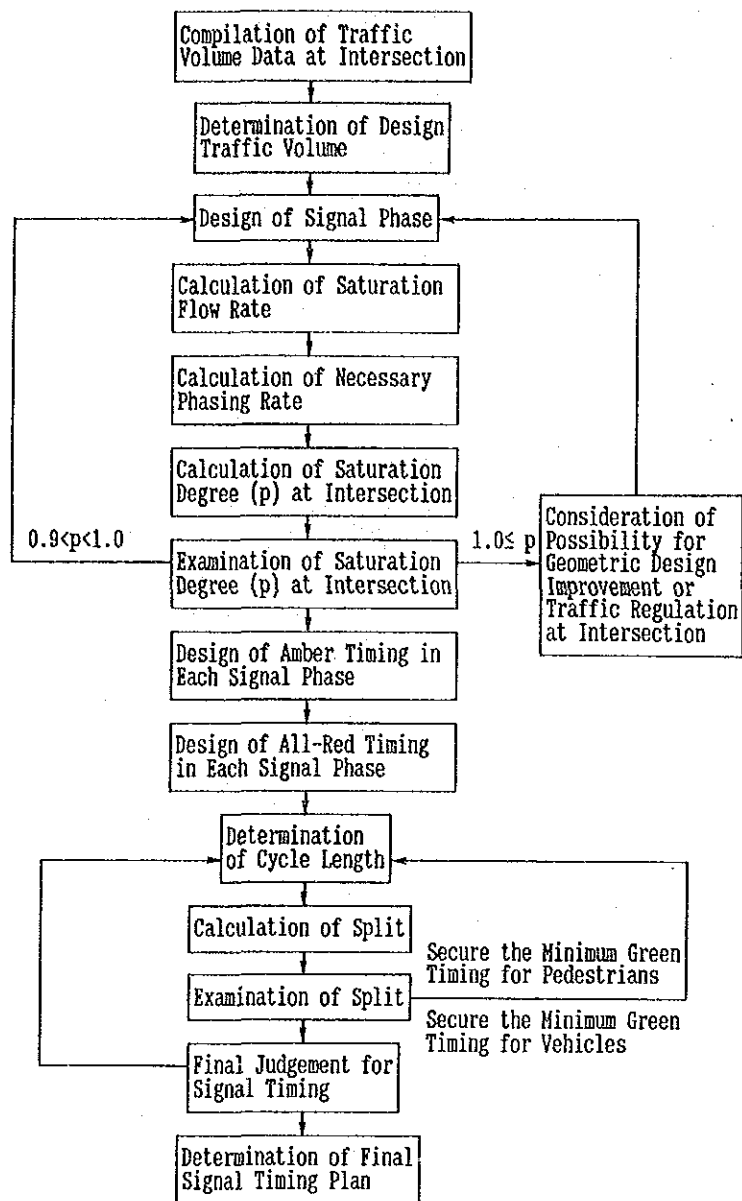 Compilation of Traffic
Volume Data at Intersection
Determination of Design
Traffic Volume
Design of Signal Phase
Calculation of Saturation
Flow Rate
Calculation of Necessary
Phasing Rate
Calculation of Saturation
Degree (p) at Intersection
0.9<p<1.0
Examination of Saturation
Degree (p) at Intersection
1.0≤ p
Consideration of
Possibility for
Geometric Design
Improvement or
Traffic Regulation
at Intersection
Design of Amber Timing in
Each Signal Phase
Design of All-Red Timing
in Each Signal Phase
Determination
of Cycle Length
Calculation of Split
Secure the Minimum Green
Timing for Pedestrians
Examination of Split
Secure the Minimum Green
Timing for Vehicles
Final Judgement for
Signal Timing
Determination of Final
Signal Timing Plan